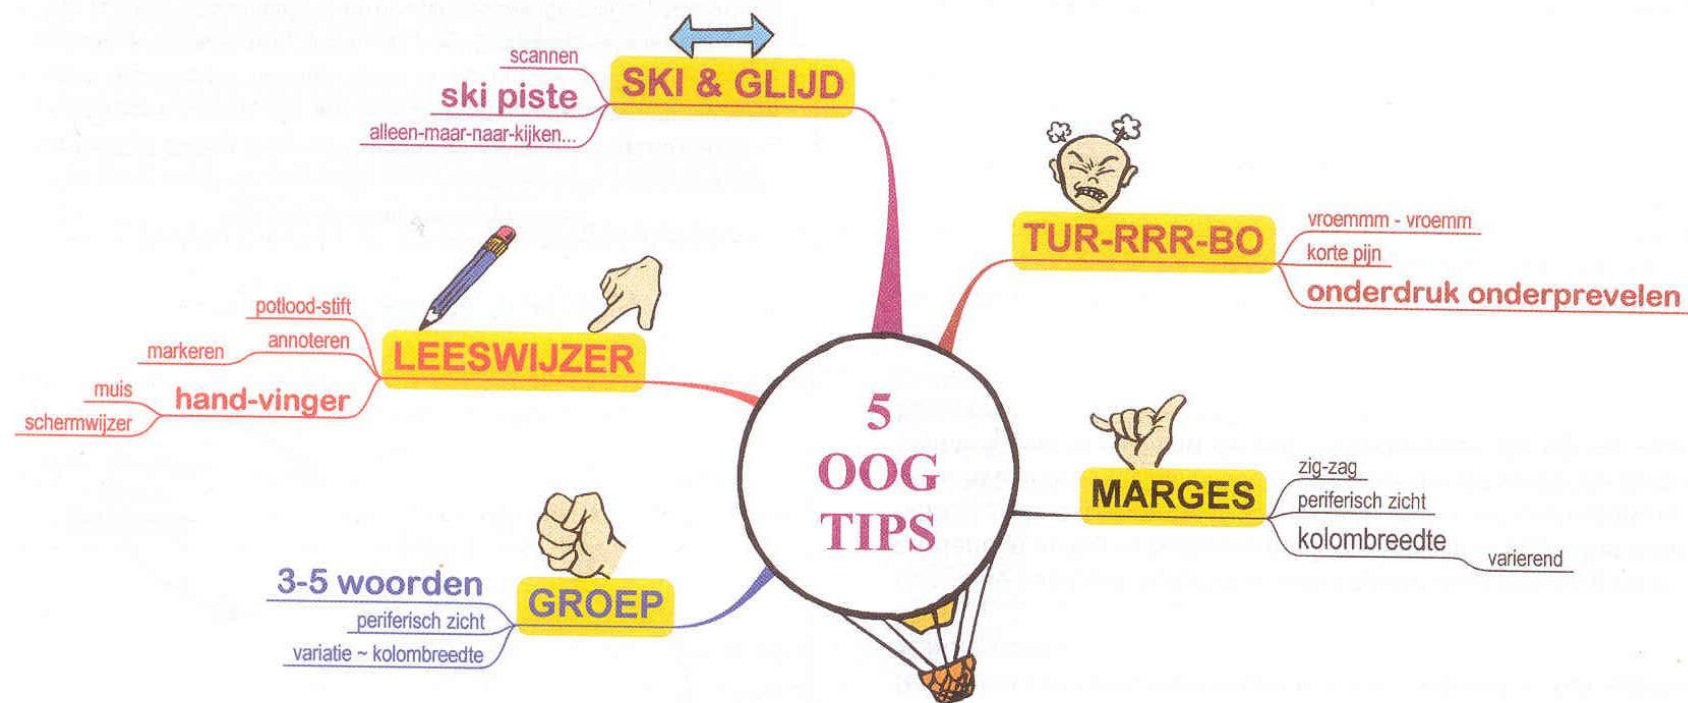 5
OOG
TIPS
TUR-RRR-BO
vroemmm - vroemm
korte pijn
onderdruk onderprevelen
MARGES
zig-zag
periferisch zicht
kolombreedte
varierend
GROEP
3-5 woorden
periferisch zicht
variatie ~ kolombreedte
LEESWIJZER
potlood-stift
annoteren
markeren
hand-vinger
muis
schermwijzer
SKI & GLIJD
scannen
ski piste
alleen-maar-naar-kijken...